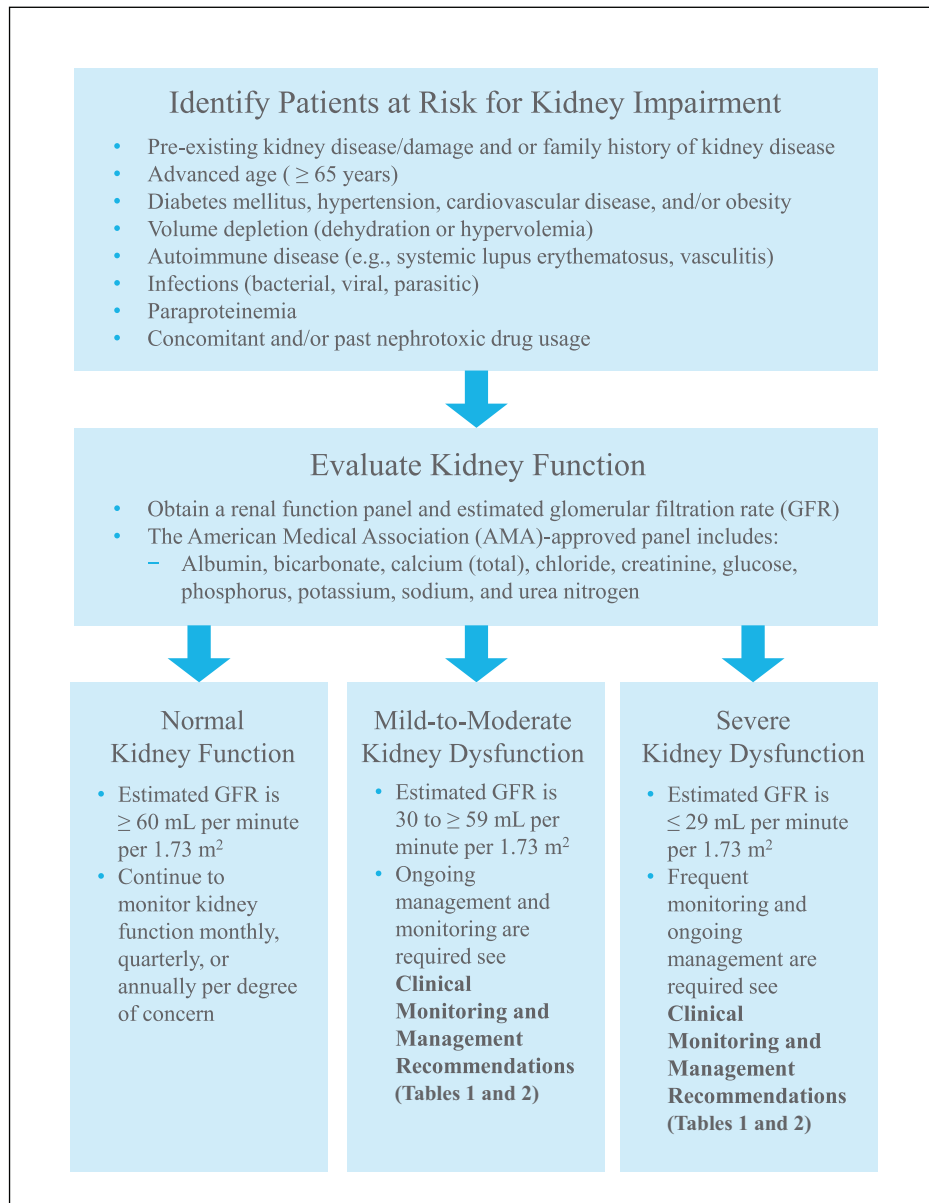 Identify Patients at Risk for Kidney Impairment
• Pre-existing kidney disease/damage and or family history of kidney disease
• Advanced age ( ≥ 65 years)
• Diabetes mellitus, hypertension, cardiovascular disease, and/or obesity
• Volume depletion (dehydration or hypervolemia)
• Autoimmune disease (e.g., systemic lupus erythematosus, vasculitis)
• Infections (bacterial, viral, parasitic)
• Paraproteinemia
• Concomitant and/or past nephrotoxic drug usage
Evaluate Kidney Function
• Obtain a renal function panel and estimated glomerular filtration rate (GFR)
• The American Medical Association (AMA)-approved panel includes:
– Albumin, bicarbonate, calcium (total), chloride, creatinine, glucose,
phosphorus, potassium, sodium, and urea nitrogen
Normal
Kidney Function
• Estimated GFR is
≥ 60 mL per minute
per 1.73 m²
• Continue to
monitor kidney
function monthly,
quarterly, or
annually per degree
of concern
Mild-to-Moderate
Kidney Dysfunction
• Estimated GFR is
30 to ≥ 59 mL per
minute per 1.73 m²
• Ongoing
management and
monitoring are
required see
Clinical
Monitoring and
Management
Recommendations
(Tables 1 and 2)
Severe
Kidney Dysfunction
• Estimated GFR is
≤ 29 mL per minute
per 1.73 m²
• Frequent
monitoring and
ongoing
management are
required see
Clinical
Monitoring and
Management
Recommendations
(Tables 1 and 2)